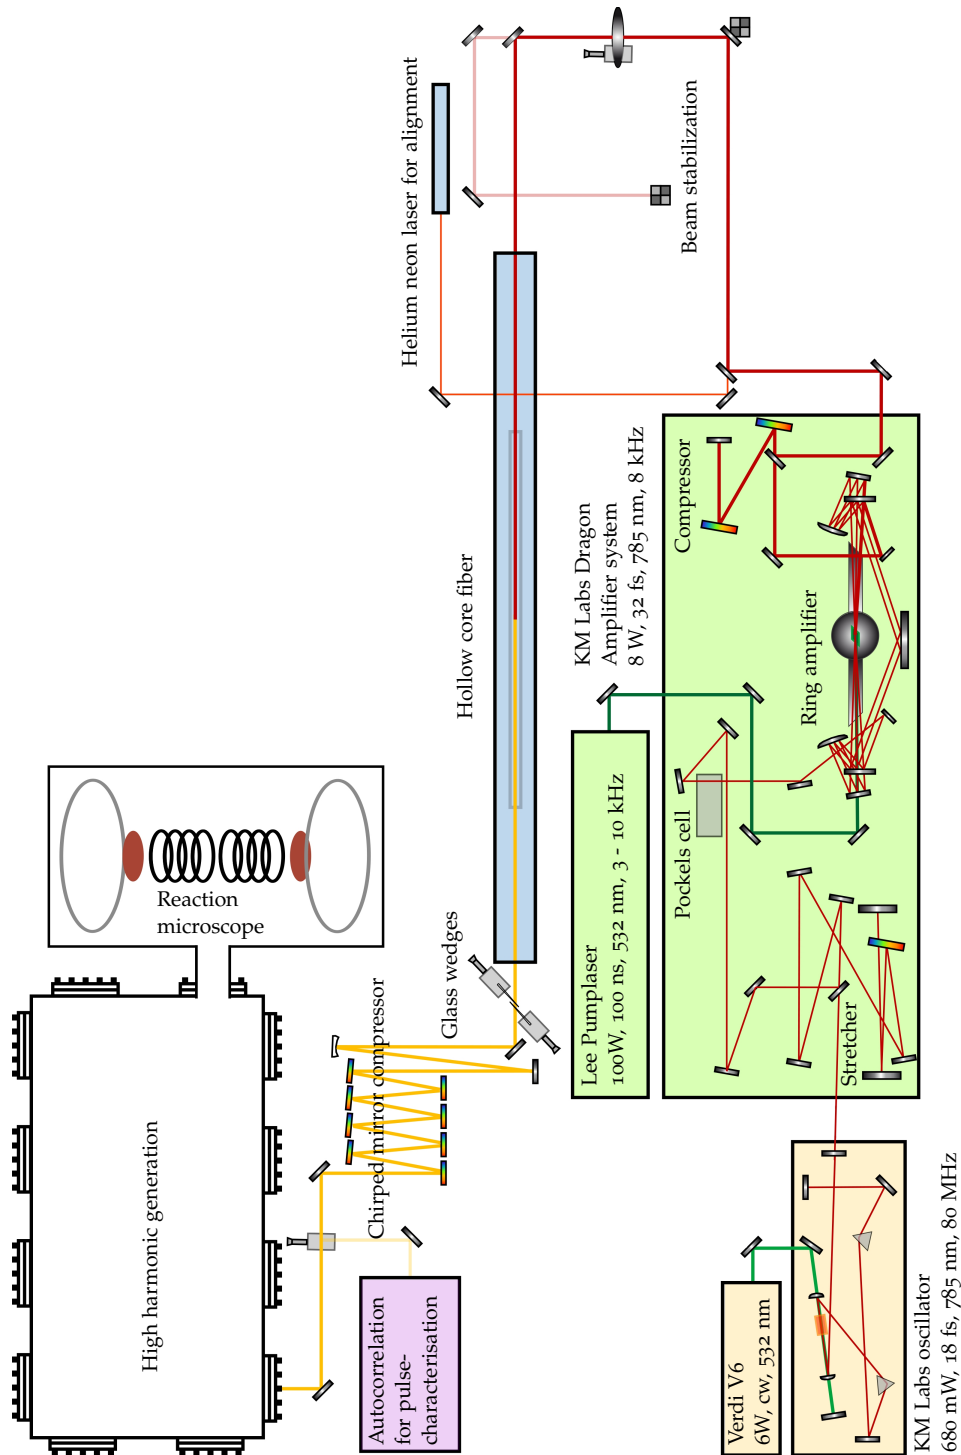 High harmonic generation
Reaction
microscope
Autocorrelation
for pulse-
characterisation
Chirped mirror compressor
Glass wedges
Hollow core fiber
Helium neon laser for alignment
Beam stabilization
Verdi V6
6W, cw, 532 nm
KM Labs oscillator
680 mW, 18 fs, 785 nm, 80 MHz
Lee Pumplaser
100W, 100 ns, 532 nm, 3 - 10 kHz
KM Labs Dragon
Amplifier system
8 W, 32 fs, 785 nm, 8 kHz
Stretcher
Pockels cell
Ring amplifier
Compressor